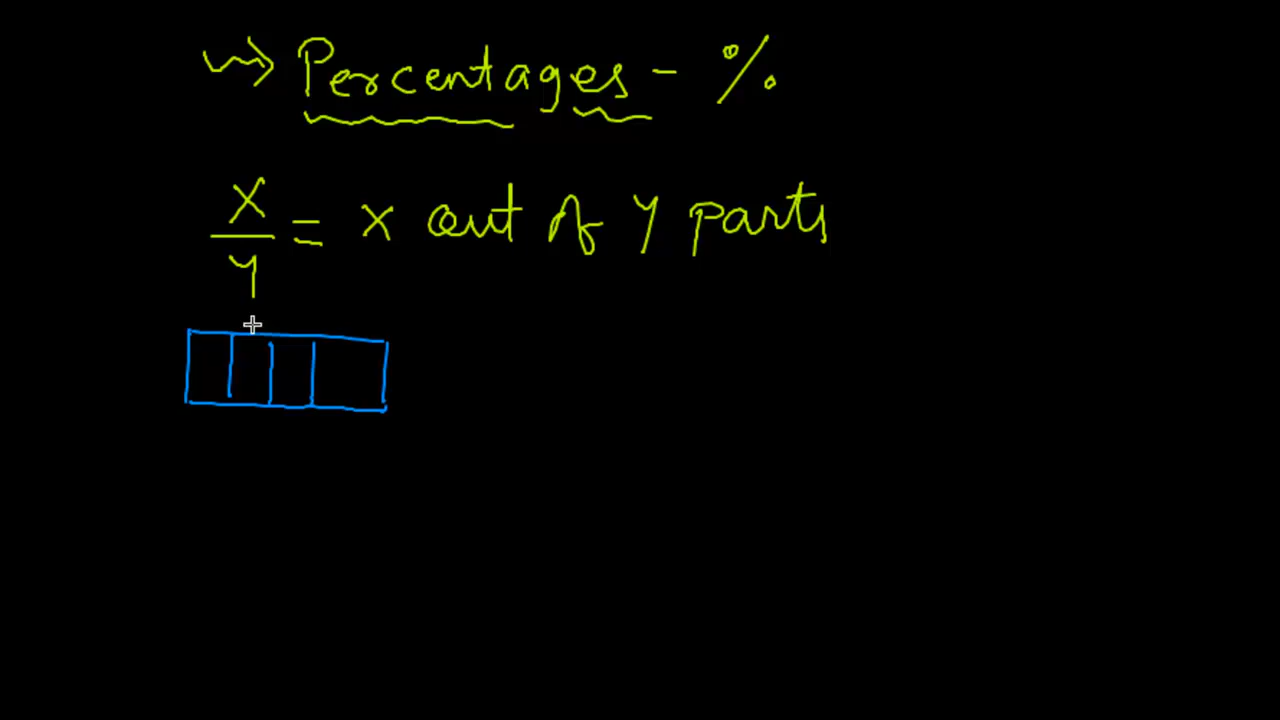 Percentages - %
X/Y = x out of Y parts